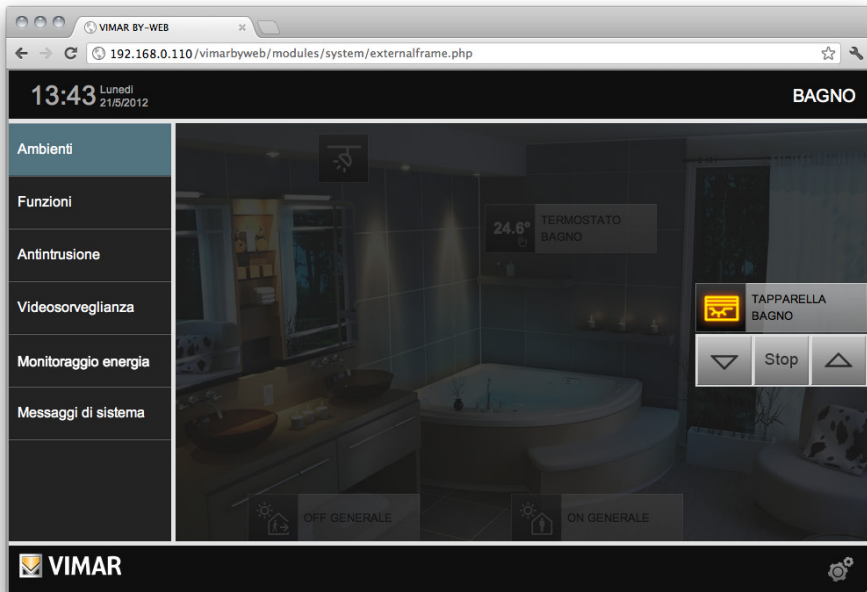 VIMAR BY-WEB
192.168.0.110/vimarbyweb/modules/system/externalframe.php
13:43 Lunedi
21/5/2012
BAGNO
Ambienti
Funzioni
Antintrusione
Videosorveglianza
Monitoraggio energia
Messaggi di sistema
24.6° TERMOSTATO
BAGNO
TAPPARELLA
BAGNO
Stop
OFF GENERALE
ON GENERALE
VIMAR